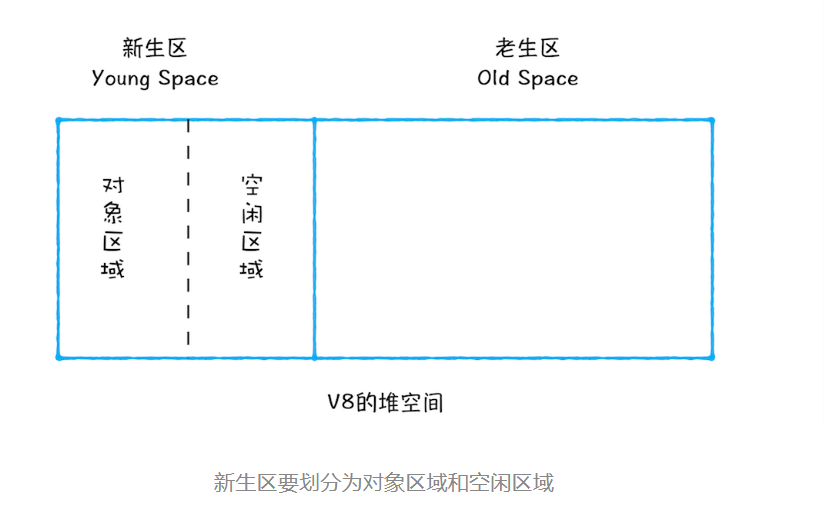 新生区
Young Space
老生区
Old Space
对象区域
空闲区域
V8的堆空间
新生区要划分为对象区域和空闲区域